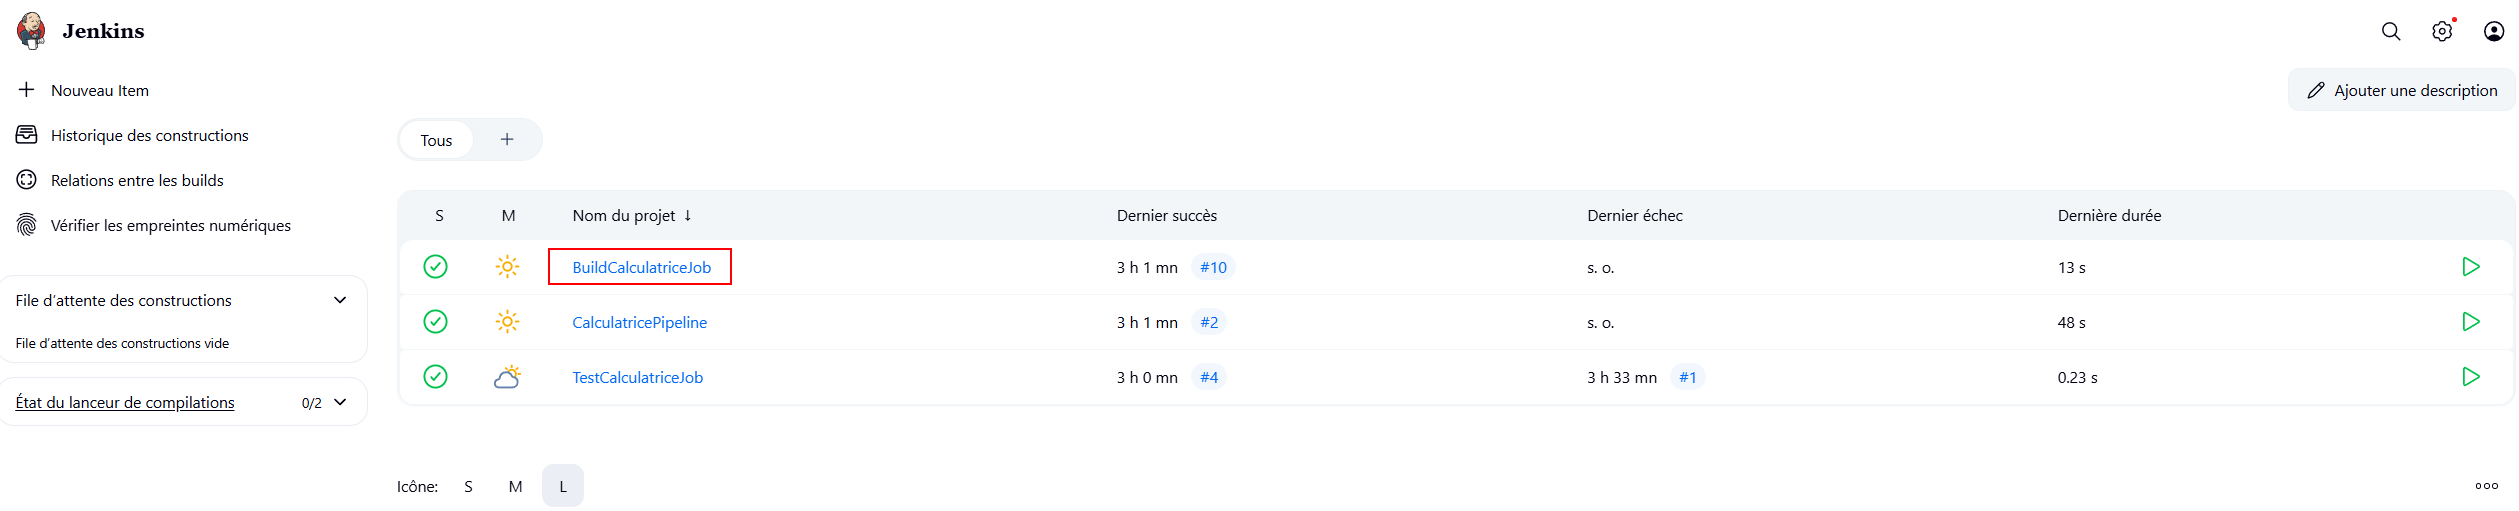 Jenkins
Nouveau Item
Historique des constructions
Relations entre les builds
Vérifier les empreintes numériques
File d’attente des constructions
File d’attente des constructions vide
État du lanceur de compilations 0/2
Ajouter une description
Tous +
S M Nom du projet ↓ Dernier succès Dernier échec Dernière durée
BuildCalculatriceJob 3 h 1 mn #10 s. o. 13 s
CalculatricePipeline 3 h 1 mn #2 s. o. 48 s
TestCalculatriceJob 3 h 0 mn #4 3 h 33 mn #1 0.23 s
Icône: S M L